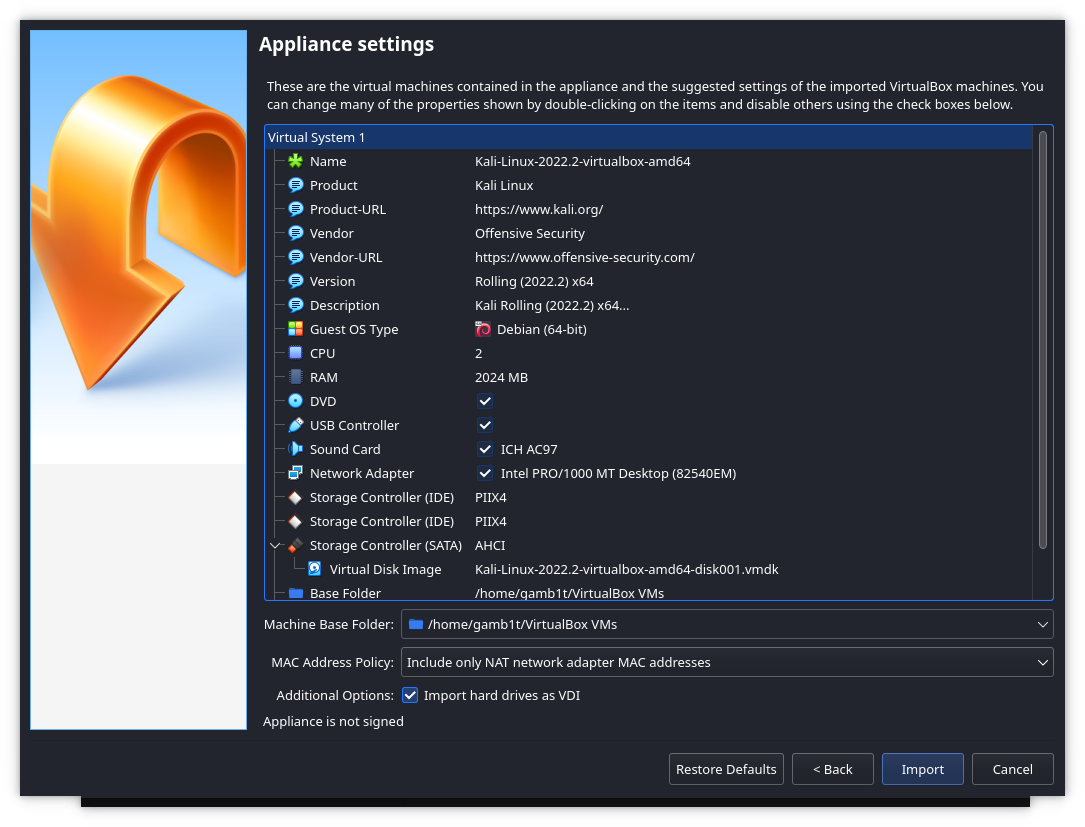 Appliance settings
These are the virtual machines contained in the appliance and the suggested settings of the imported VirtualBox machines. You
can change many of the properties shown by double-clicking on the items and disable others using the check boxes below.
Virtual System 1
Name Kali-Linux-2022.2-virtualbox-amd64
Product Kali Linux
Product-URL https://www.kali.org/
Vendor Offensive Security
Vendor-URL https://www.offensive-security.com/
Version Rolling (2022.2) x64
Description Kali Rolling (2022.2) x64...
Guest OS Type Debian (64-bit)
CPU 2
RAM 2024 MB
DVD
USB Controller
Sound Card ICH AC97
Network Adapter Intel PRO/1000 MT Desktop (82540EM)
Storage Controller (IDE) PIIX4
Storage Controller (IDE) PIIX4
Storage Controller (SATA) AHCI
Virtual Disk Image Kali-Linux-2022.2-virtualbox-amd64-disk001.vmdk
Base Folder /home/gamb1t/VirtualBox VMs
Machine Base Folder: /home/gamb1t/VirtualBox VMs
MAC Address Policy: Include only NAT network adapter MAC addresses
Additional Options: Import hard drives as VDI
Appliance is not signed
Restore Defaults < Back Import Cancel